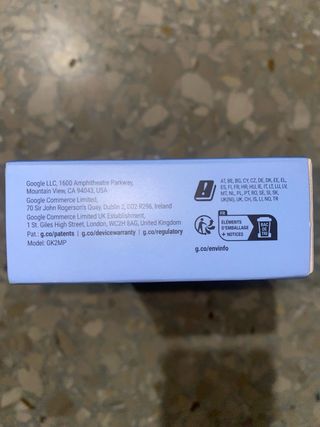 Google LLC, 1600 Amphitheatre Parkway,
Mountain View, CA 94043, USA
Google Commerce Limited,
70 Sir John Rogerson's Quay, Dublin 2, D02 R296, Ireland
Google Commerce Limited UK Establishment,
1 St. Giles High Street, London, WC2H 8AG, United Kingdom
Pat.: g.co/patents | g.co/devicewarranty | g.co/regulatory
Model: GK2MP
AT, BE, BG, CY, CZ, DE, DK, EE, EL,
ES, FI, FR, HR, HU, IE, IT, LT, LU, LV,
MT, NL, PL, PT, RO, SE, SI, SK,
UK(NI), UK, CH, IS, LI, NO, TR
FR
ÉLÉMENTS
D'EMBALLAGE
+ NOTICES
BAC
DE
TRI
g.co/envinfo